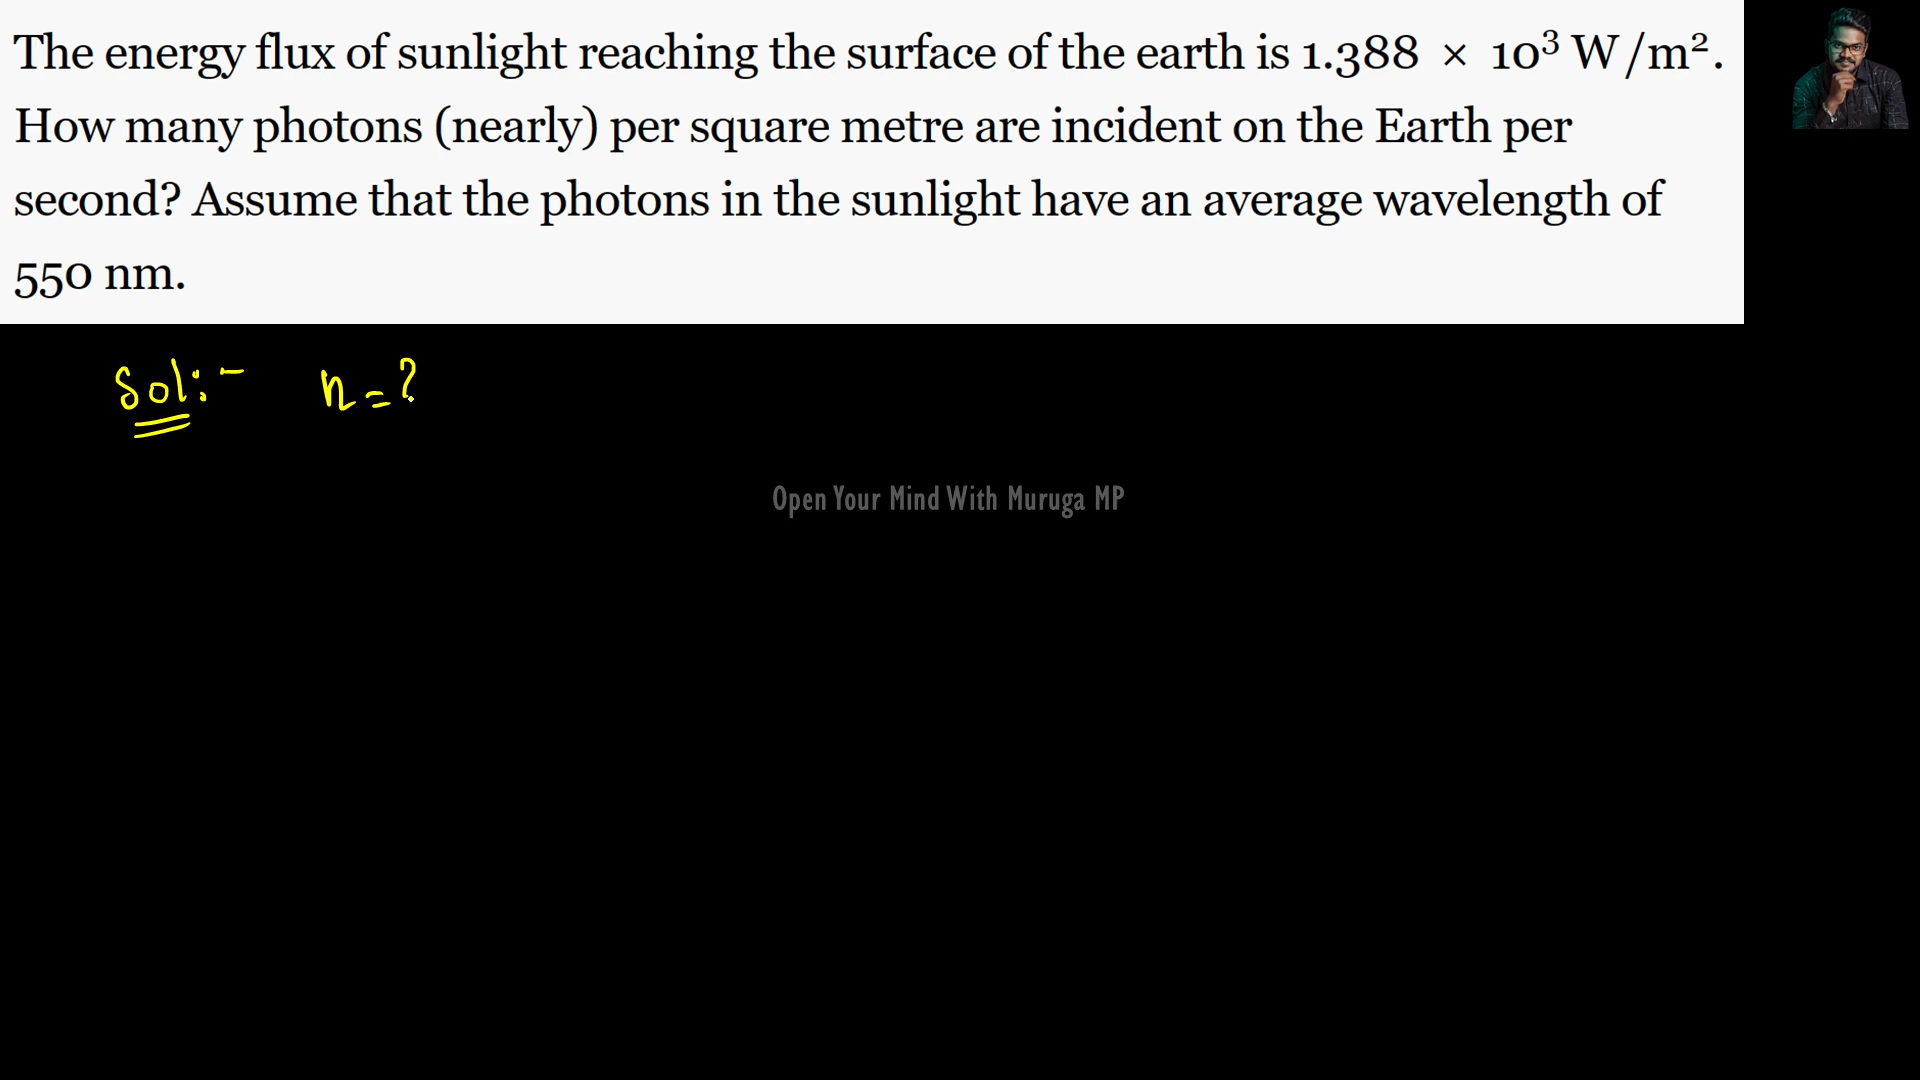 The energy flux of sunlight reaching the surface of the earth is 1.388 × 10³ W/m².
How many photons (nearly) per square metre are incident on the Earth per
second? Assume that the photons in the sunlight have an average wavelength of
550 nm.
Sol:- n=?
Open Your Mind With Muruga MP